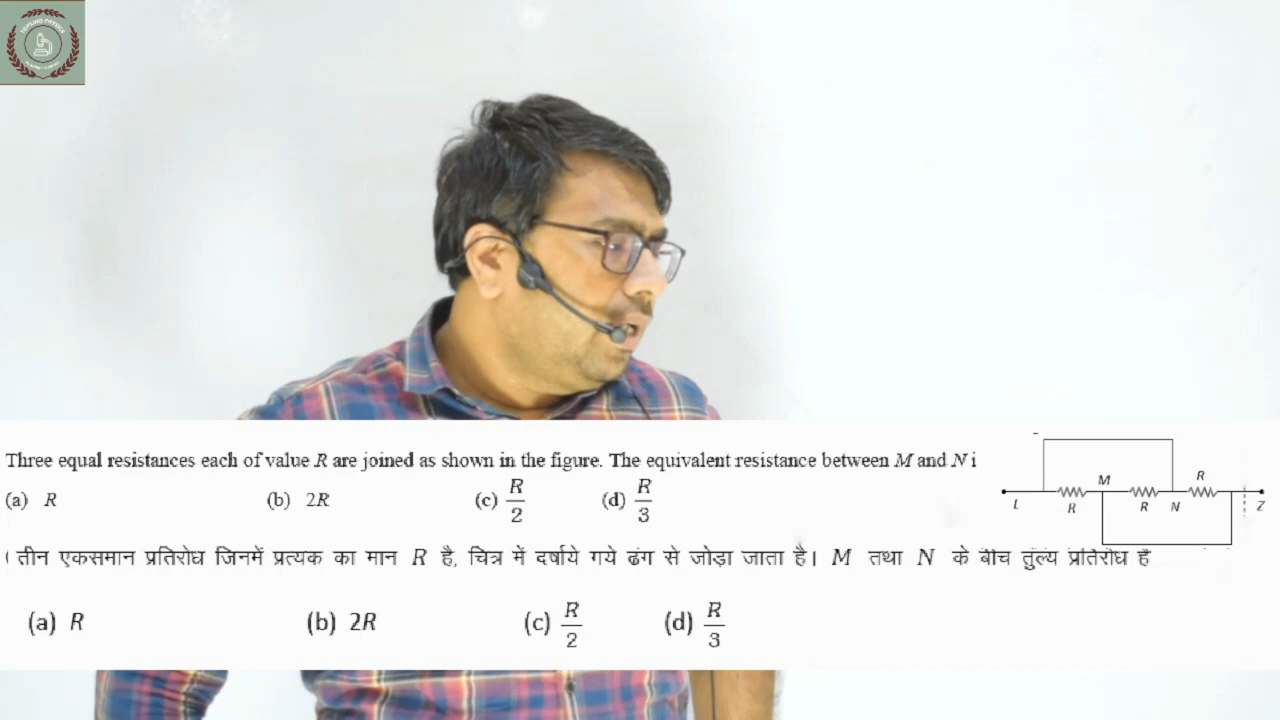 Three equal resistances each of value R are joined as shown in the figure. The equivalent resistance between M and N i
(a) R (b) 2R (c) R/2 (d) R/3
M
R
L
R
R
N
Z
( तीन एकसमान प्रतिरोध जिनमें प्रत्यक का मान R है, चित्र में दर्षाये गये ढंग से जोड़ा जाता है। M तथा N के बीच तुंल्य प्रतिरोध हैं
(a) R (b) 2R (c) R/2 (d) R/3